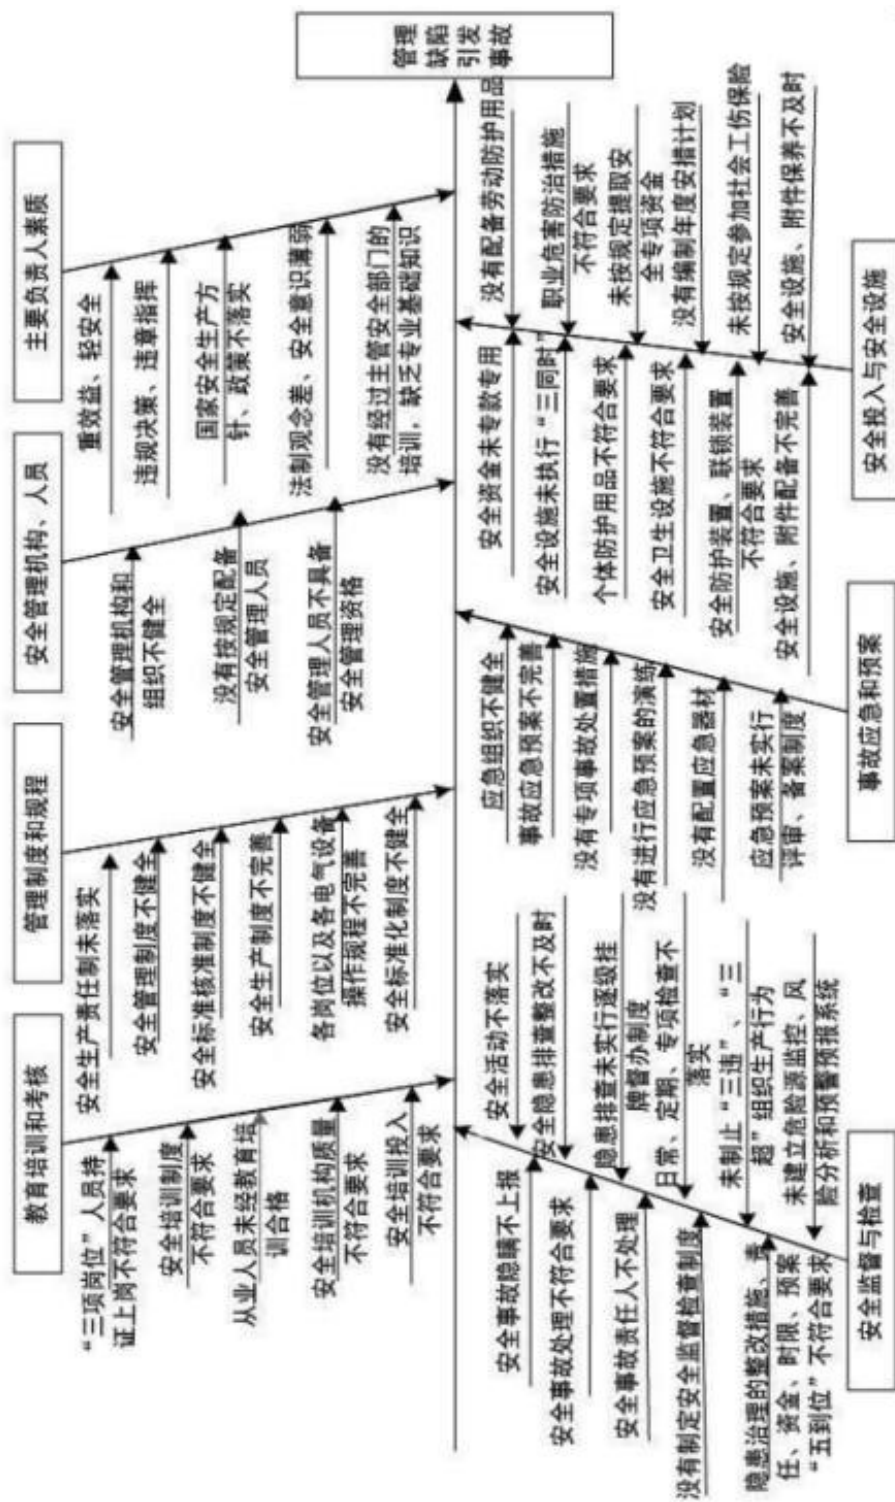 管理
缺陷
引发
事故
教育培训和考核
“三项岗位”人员持
证上岗不符合要求
安全培训制度
不符合要求
从业人员未经教育培
训合格
安全培训机构质量
不符合要求
安全培训投入
不符合要求
管理制度和规程
安全生产责任制未落实
安全管理制度不健全
安全标准核准制度不健全
安全生产制度不完善
各岗位以及各电气设备
操作规程不完善
安全标准化制度不健全
安全管理机构、人员
安全管理机构和
组织不健全
没有按规定配备
安全管理人员
安全管理人员不具备
安全管理资格
主要负责人素质
重效益、轻安全
违规决策、违章指挥
国家安全生产方
针、政策不落实
法制观念差、安全意识薄弱
没有经过主管安全部门的
培训，缺乏专业基础知识
安全事故隐瞒不上报
安全事故处理不符合要求
安全事故责任人不处理
没有制定安全监督检查制度
隐患治理的整改措施、责
任、资金、时限、预案
“五到位”不符合要求
安全活动不落实
安全隐患排查整改不及时
隐患排查未实行逐级挂
牌督办制度
日常、定期、专项检查不
落实
未制止“三违”、“三
超”组织生产行为
未建立危险源监控、风
险分析和预警预报系统
安全监督与检查
应急组织不健全
事故应急预案不完善
没有专项事故处置措施
没有进行应急预案的演练
没有配置应急器材
应急预案未实行
评审、备案制度
事故应急和预案
安全资金未专款专用
安全设施未执行“三同时”
个体防护用品不符合要求
安全卫生设施不符合要求
安全防护装置、联锁装置
不符合要求
安全设施、附件配备不完善
没有配备劳动防护用品
职业危害防治措施
不符合要求
未按规定提取安
全专项资金
没有编制年度安措计划
未按规定参加社会工伤保险
安全设施、附件保养不及时
安全投入与安全设施